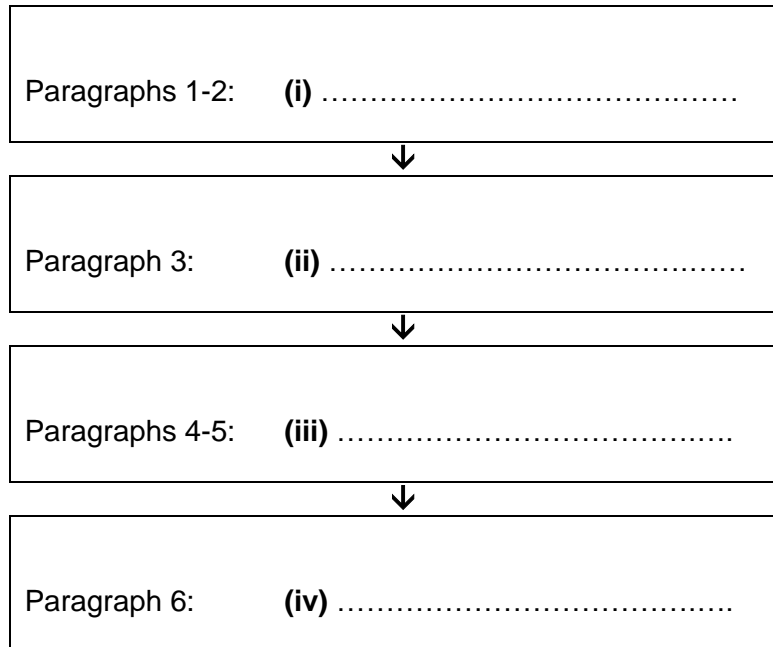 Paragraphs 1-2: (i) ……………………………….……
Paragraph 3: (ii) ……………………………….……
Paragraphs 4-5: (iii) ……………………………….….
Paragraph 6: (iv) ……………………………….….